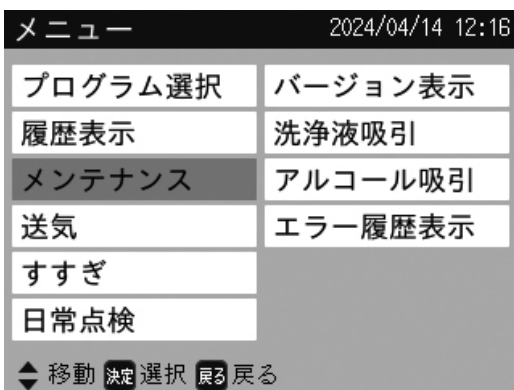 メニュー 2024/04/14 12:16
プログラム選択
履歴表示
メンテナンス
送気
すすぎ
日常点検
バージョン表示
洗浄液吸引
アルコール吸引
エラー履歴表示
移動 決定 選択 戻る 戻る